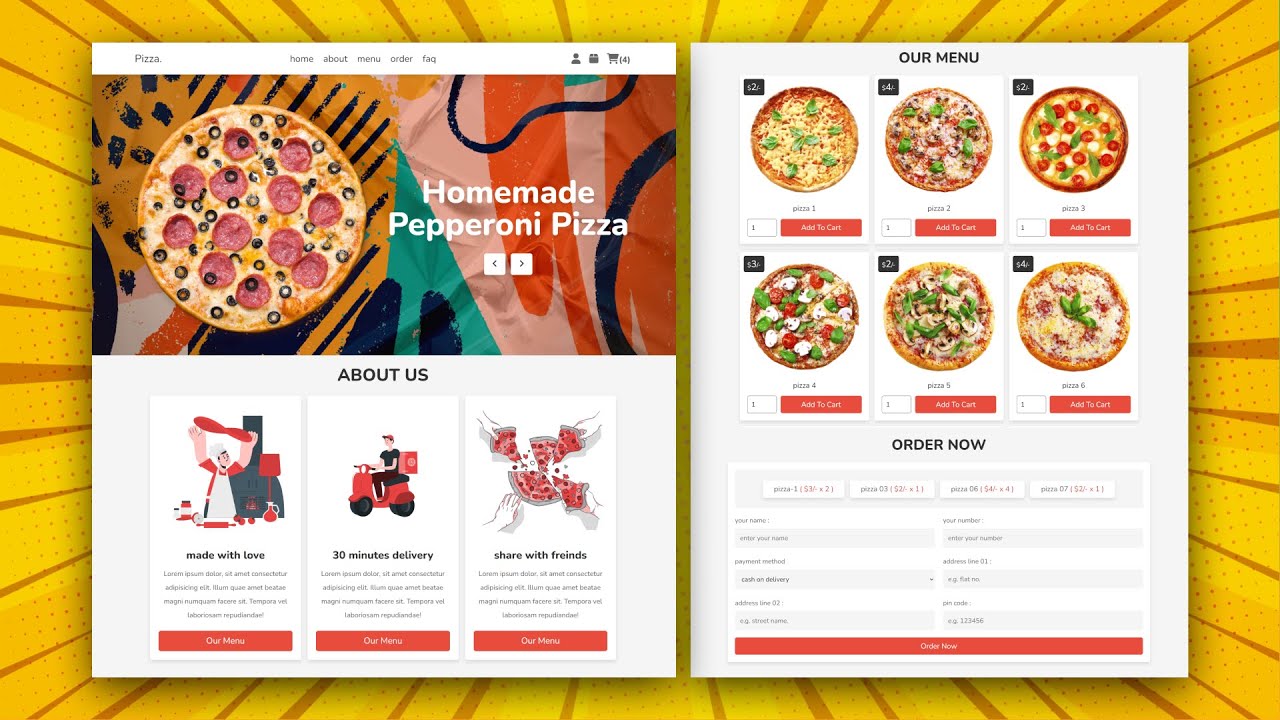 Pizza.
home about menu order faq
(4)
Homemade
Pepperoni Pizza
ABOUT US
made with love
Lorem ipsum dolor, sit amet consectetur
adipisicing elit. Illum quae amet beatae
magni numquam facere sit. Tempora vel
laboriosam repudiandae!
Our Menu
30 minutes delivery
Lorem ipsum dolor, sit amet consectetur
adipisicing elit. Illum quae amet beatae
magni numquam facere sit. Tempora vel
laboriosam repudiandae!
Our Menu
share with freinds
Lorem ipsum dolor, sit amet consectetur
adipisicing elit. Illum quae amet beatae
magni numquam facere sit. Tempora vel
laboriosam repudiandae!
Our Menu
OUR MENU
$2/-
pizza 1
1 Add To Cart
$4/-
pizza 2
1 Add To Cart
$2/-
pizza 3
1 Add To Cart
$3/-
pizza 4
1 Add To Cart
$2/-
pizza 5
1 Add To Cart
$4/-
pizza 6
1 Add To Cart
ORDER NOW
pizza-1 ( $3/- x 2 )
pizza 03 ( $2/- x 1 )
pizza 06 ( $4/- x 4 )
pizza 07 ( $2/- x 1 )
your name :
enter your name
your number :
enter your number
payment method
cash on delivery
address line 01 :
e.g. flat no.
address line 02 :
e.g. street name.
pin code :
e.g. 123456
Order Now